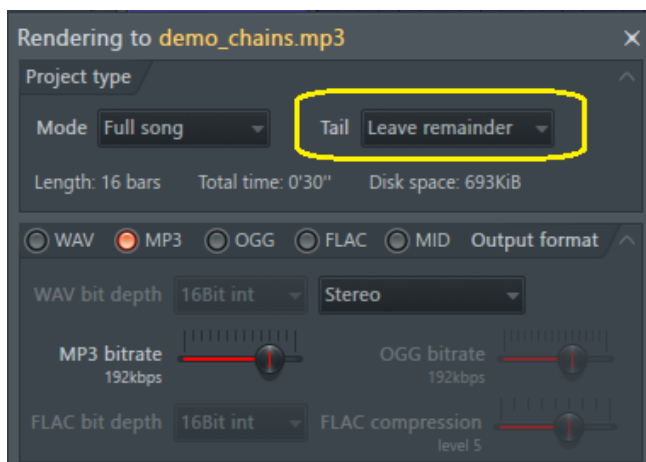 Rendering to demo_chains.mp3
Project type
Mode Full song Tail Leave remainder
Length: 16 bars Total time: 0'30" Disk space: 693KiB
WAV MP3 OGG FLAC MID Output format
WAV bit depth 16Bit int Stereo
MP3 bitrate OGG bitrate
192kbps 192kbps
FLAC bit depth 16Bit int FLAC compression
level 5